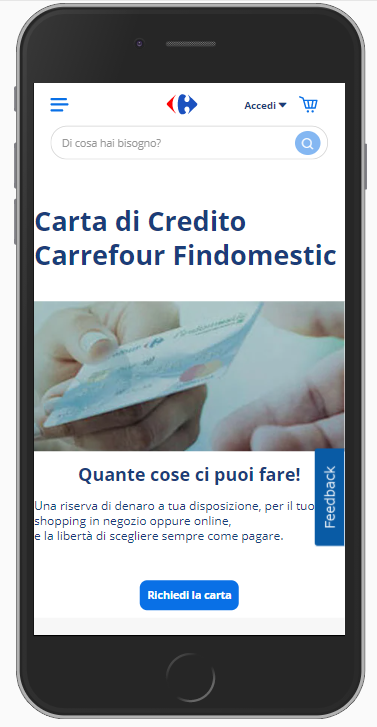 Accedi
Di cosa hai bisogno?
Carta di Credito
Carrefour Findomestic
Carrefour
Findomestic
Quante cose ci puoi fare!
Una riserva di denaro a tua disposizione, per il tuo
shopping in negozio oppure online,
e la libertà di scegliere sempre come pagare.
Feedback
Richiedi la carta